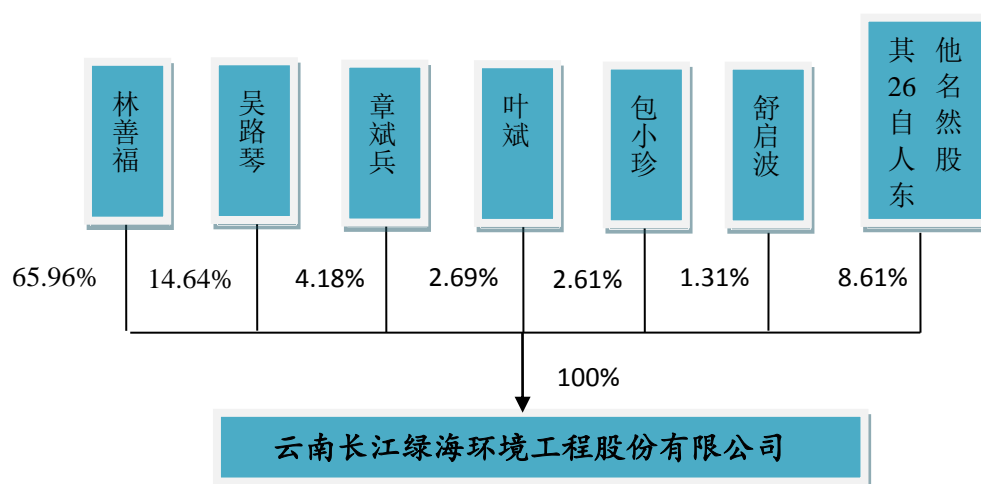 林善福
吴路琴
章斌兵
叶斌
包小珍
舒启波
其他
26名
自然
人股
东
65.96%
14.64%
4.18%
2.69%
2.61%
1.31%
8.61%
100%
云南长江绿海环境工程股份有限公司